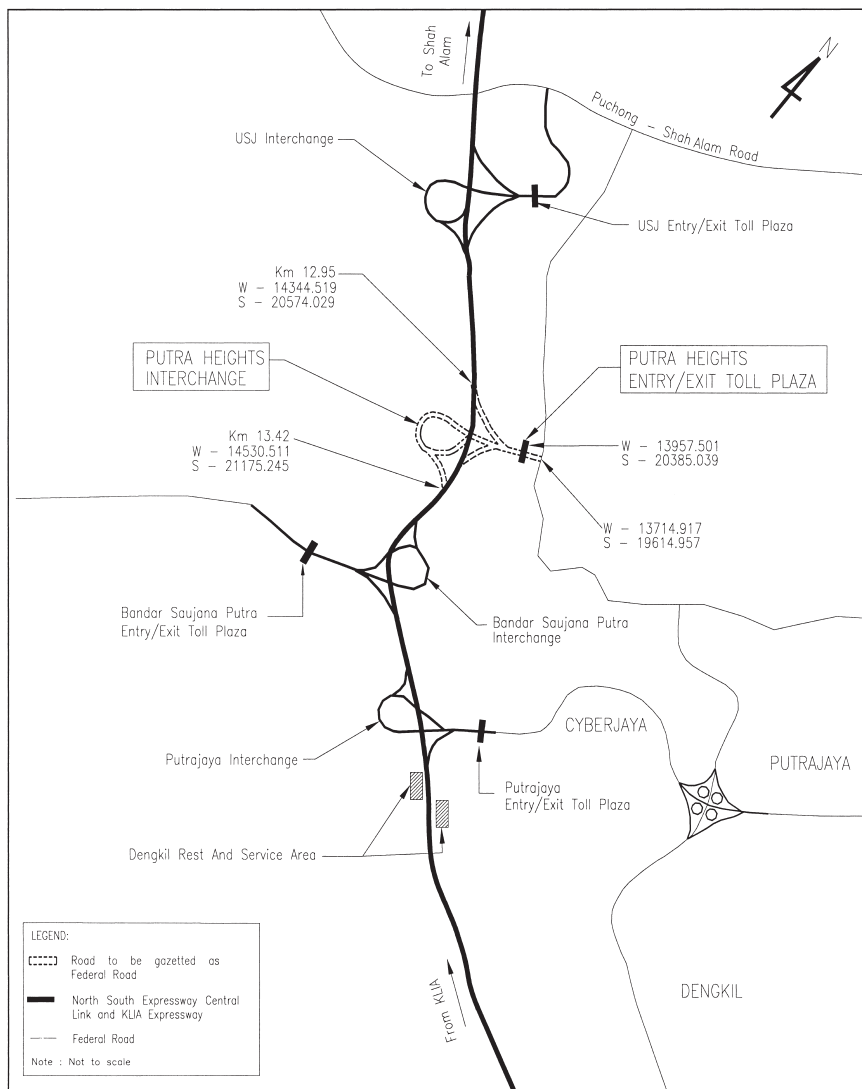 To Shah
Alam
N
Puchong - Shah Alam Road
USJ Interchange
USJ Entry/Exit Toll Plaza
Km 12.95
W - 14344.519
S - 20574.029
PUTRA HEIGHTS
INTERCHANGE
PUTRA HEIGHTS
ENTRY/EXIT TOLL PLAZA
Km 13.42
W - 14530.511
S - 21175.245
W - 13957.501
S - 20385.039
W - 13714.917
S - 19614.957
Bandar Saujana Putra
Entry/Exit Toll Plaza
Bandar Saujana Putra
Interchange
CYBERJAYA
PUTRAJAYA
Putrajaya Interchange
Putrajaya
Entry/Exit Toll Plaza
Dengkil Rest And Service Area
LEGEND:
Road to be gazetted as
Federal Road
North South Expressway Central
Link and KLIA Expressway
Federal Road
Note : Not to scale
From KLIA
DENGKIL